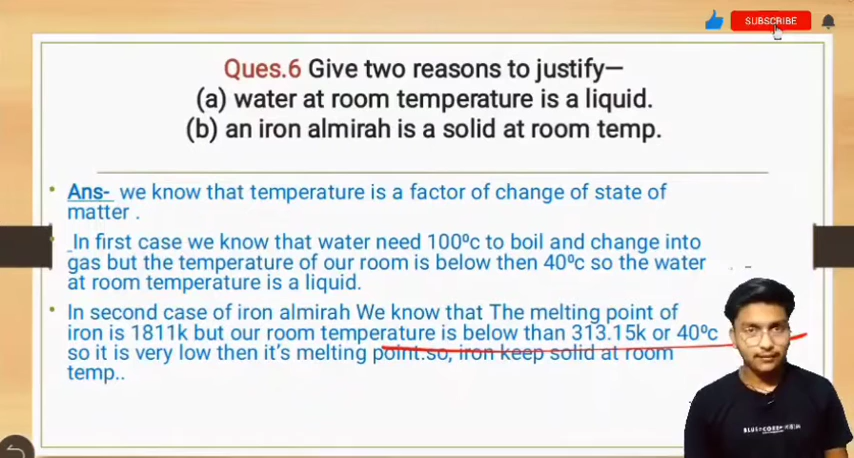 SUBSCRIBE
Ques.6 Give two reasons to justify—
(a) water at room temperature is a liquid.
(b) an iron almirah is a solid at room temp.
Ans- we know that temperature is a factor of change of state of
matter .
In first case we know that water need 100ºc to boil and change into
gas but the temperature of our room is below then 40ºc so the water
at room temperature is a liquid.
In second case of iron almirah We know that The melting point of
iron is 1811k but our room temperature is below than 313.15k or 40ºc
so it is very low then it's melting point.so, iron keep solid at room
temp..